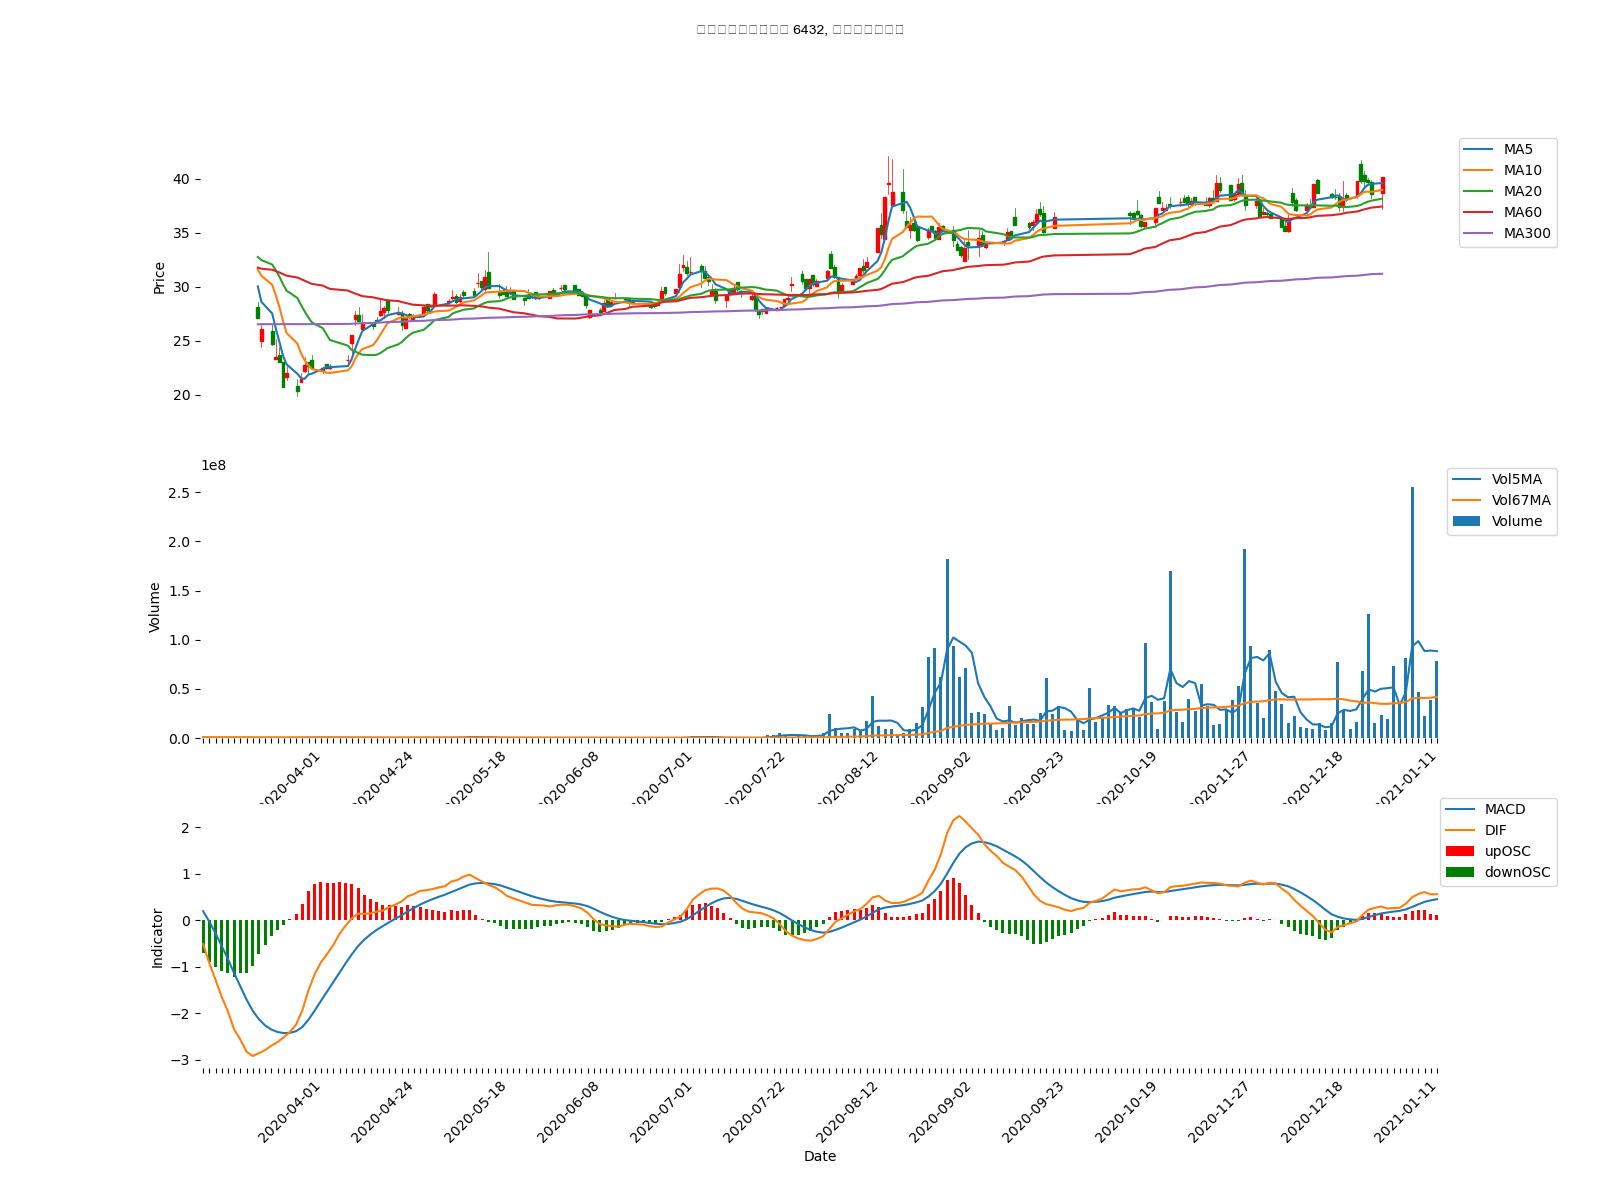 6432,
MA5
MA10
MA20
MA60
MA300
Price
40
35
30
25
20
1e8
Vol5MA
Vol67MA
Volume
Volume
2.5
2.0
1.5
1.0
0.5
0.0
2020-04-01 2020-04-24 2020-05-18 2020-06-08 2020-07-01 2020-07-22 2020-08-12 2020-09-02 2020-09-23 2020-10-19 2020-11-27 2020-12-18 2021-01-11
MACD
DIF
upOSC
downOSC
Indicator
2
1
0
−1
−2
−3
2020-04-01 2020-04-24 2020-05-18 2020-06-08 2020-07-01 2020-07-22 2020-08-12 2020-09-02 2020-09-23 2020-10-19 2020-11-27 2020-12-18 2021-01-11
Date